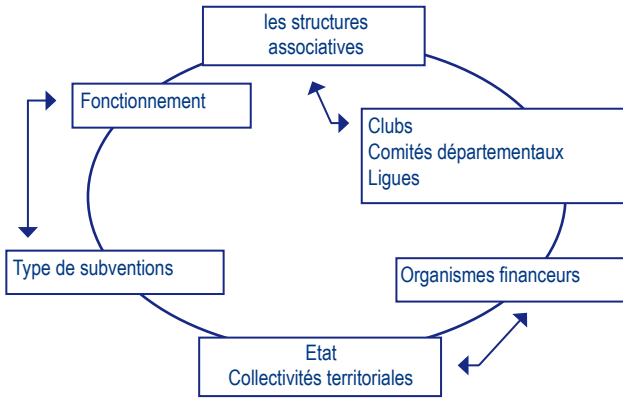 les structures
associatives
Fonctionnement
Clubs
Comités départementaux
Ligues
Type de subventions
Organismes financeurs
Etat
Collectivités territoriales